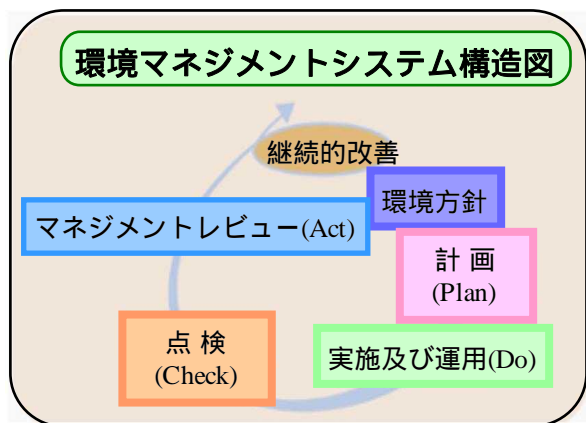 環境マネジメントシステム構造図
継続的改善
環境方針
マネジメントレビュー(Act)
計 画
(Plan)
実施及び運用(Do)
点 検
(Check)